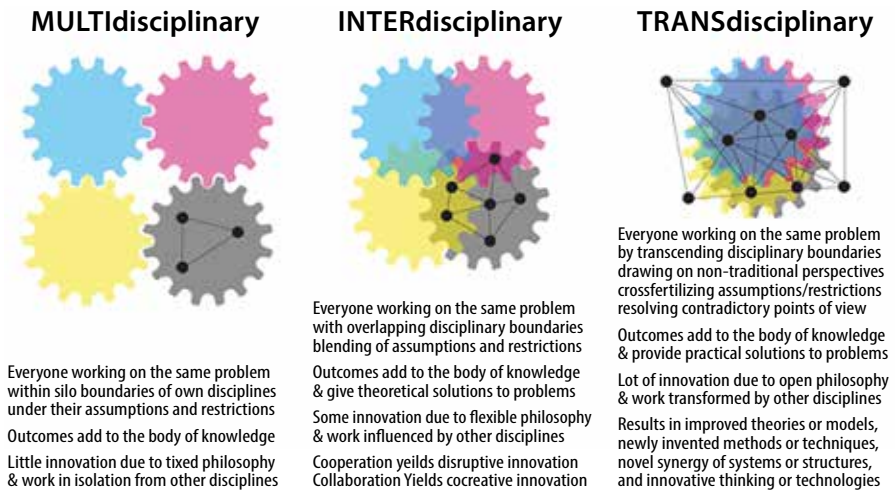 MULTIdisciplinary
Everyone working on the same problem
within silo boundaries of own disciplines
under their assumptions and restrictions
Outcomes add to the body of knowledge
Little innovation due to tixed philosophy
& work in isolation from other disciplines
INTERdisciplinary
Everyone working on the same problem
with overlapping disciplinary boundaries
blending of assumptions and restrictions
Outcomes add to the body of knowledge
& give theoretical solutions to problems
Some innovation due to flexible philosophy
& work influenced by other disciplines
Cooperation yeilds disruptive innovation
Collaboration Yields cocreative innovation
TRANSdisciplinary
Everyone working on the same problem
by transcending disciplinary boundaries
drawing on non-traditional perspectives
crossfertilizing assumptions/restrictions
resolving contradictory points of view
Outcomes add to the body of knowledge
& provide practical solutions to problems
Lot of innovation due to open philosophy
& work transformed by other disciplines
Results in improved theories or models,
newly invented methods or techniques,
novel synergy of systems or structures,
and innovative thinking or technologies